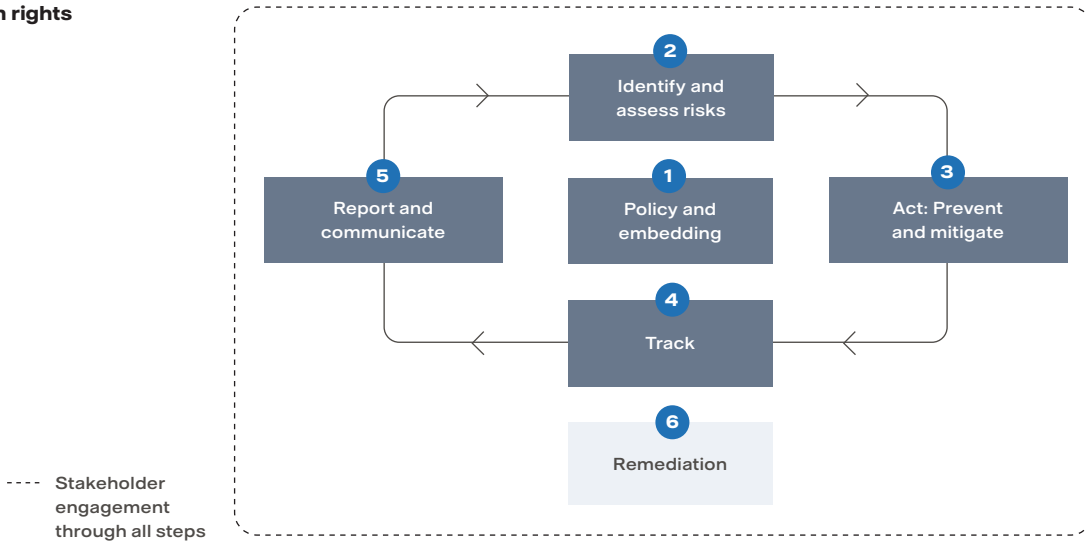 rights
2
Identify and
assess risks
5
Report and
communicate
1
Policy and
embedding
3
Act: Prevent
and mitigate
4
Track
6
Remediation
Stakeholder
engagement
through all steps